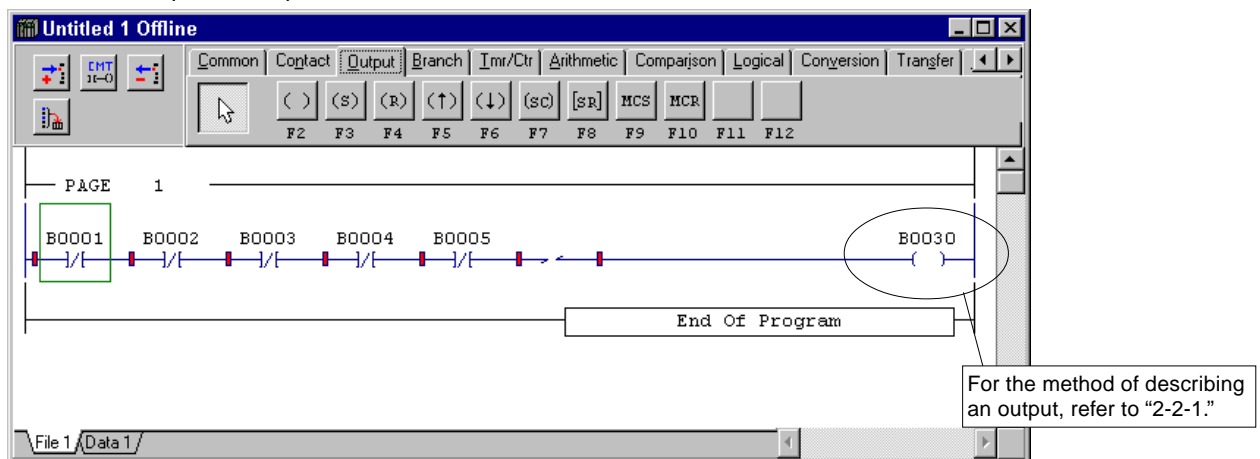 Untitled 1 Offline
Common Contact Output Branch Tmr/Ctr Arithmetic Comparison Logical Conversion Transfer
CMT
( ) (S) (R) (↑) (↓) (SC) [SR] MCS MCR
F2 F3 F4 F5 F6 F7 F8 F9 F10 F11 F12
PAGE 1
B0001 B0002 B0003 B0004 B0005 B0030
End Of Program
For the method of describing
an output, refer to “2-2-1.”
File 1 Data 1